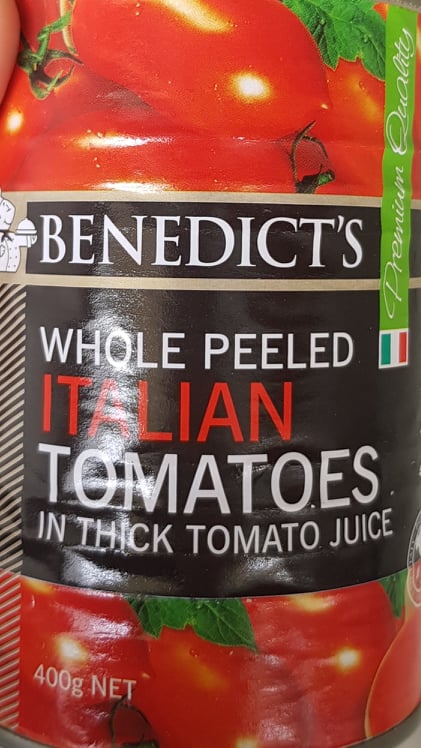 Premium Quality
BENEDICT'S
WHOLE PEELED
ITALIAN
TOMATOES
IN THICK TOMATO JUICE
400g NET